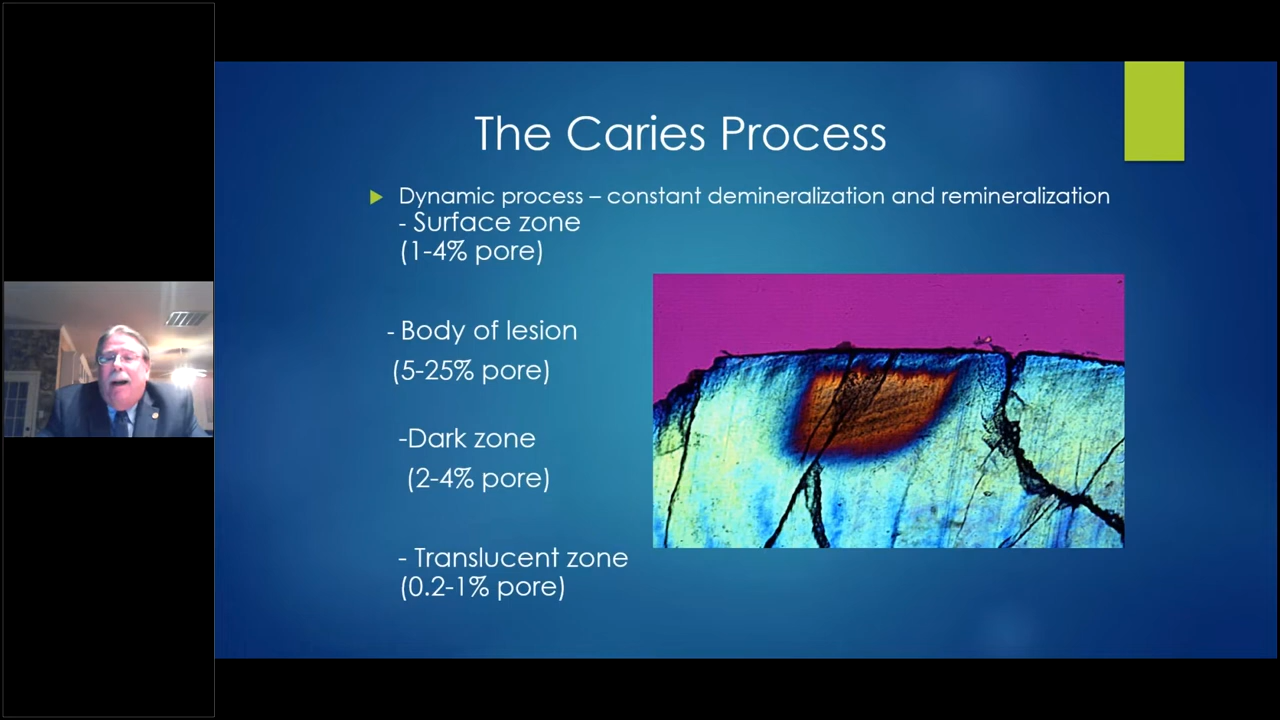 The Caries Process
Dynamic process – constant demineralization and remineralization
- Surface zone
(1-4% pore)
- Body of lesion
(5-25% pore)
-Dark zone
(2-4% pore)
- Translucent zone
(0.2-1% pore)